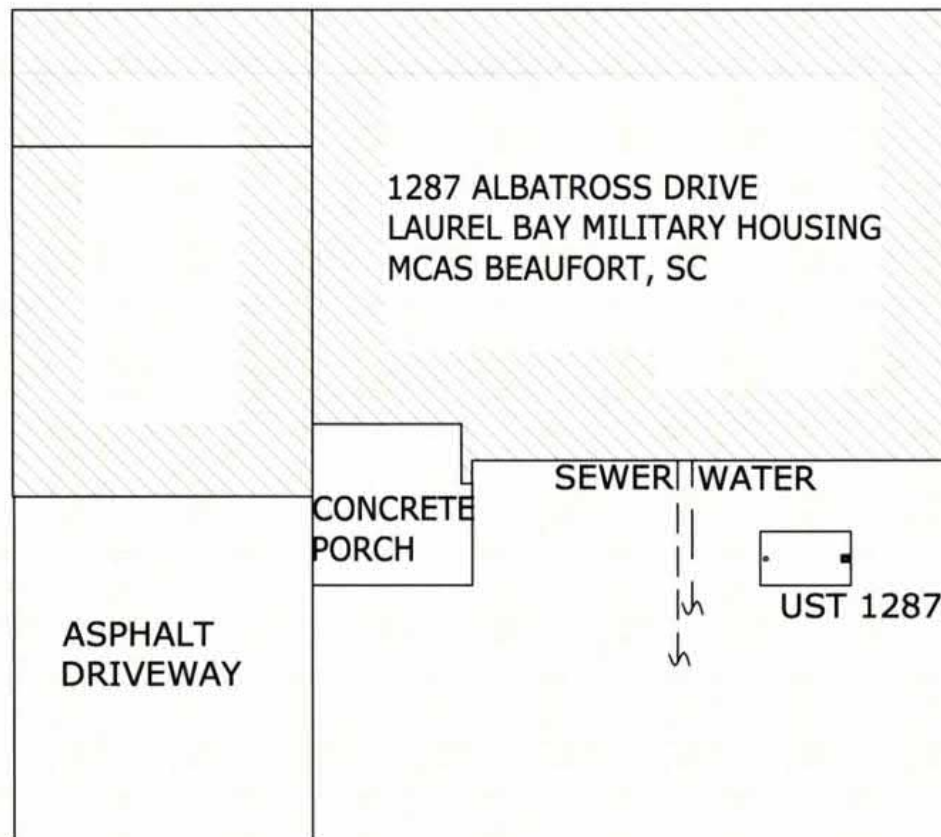 1287 ALBATROSS DRIVE
LAUREL BAY MILITARY HOUSING
MCAS BEAUFORT, SC
SEWER
WATER
CONCRETE
PORCH
UST 1287
ASPHALT
DRIVEWAY